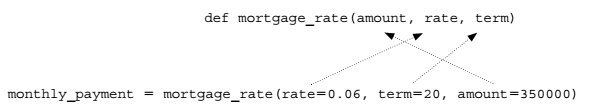 def mortgage_rate(amount, rate, term)
monthly_payment = mortgage_rate(rate=0.06, term=20, amount=350000)